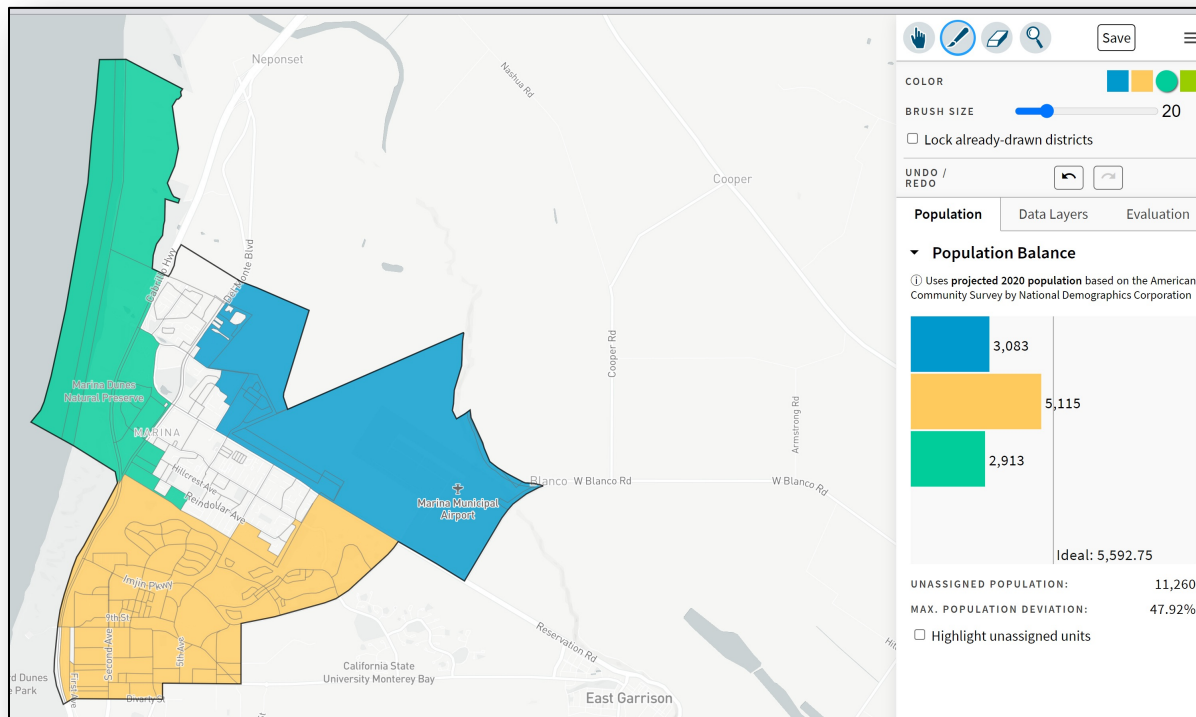 Neponset
Nashua Rd
Cooper
Cabrillo Hwy
Del Monte Blvd
Cooper Rd
Marina Dunes
Natural Preserve
MARINA
Armstrong Rd
Hillcrest Ave
Reindollar Ave
Blanco
W Blanco Rd
W Blanco Rd
Marina Municipal
Airport
Imjin Pkwy
9th St
Second Ave
5th Ave
First Ave
Divarty St
Reservation Rd
California State
University Monterey Bay
East Garrison
rd Dunes
e Park
Save
COLOR
BRUSH SIZE
20
Lock already-drawn districts
UNDO /
REDO
Population
Data Layers
Evaluation
Population Balance
Uses projected 2020 population based on the American
Community Survey by National Demographics Corporation
3,083
5,115
2,913
Ideal: 5,592.75
UNASSIGNED POPULATION:
11,260
MAX. POPULATION DEVIATION:
47.92%
Highlight unassigned units